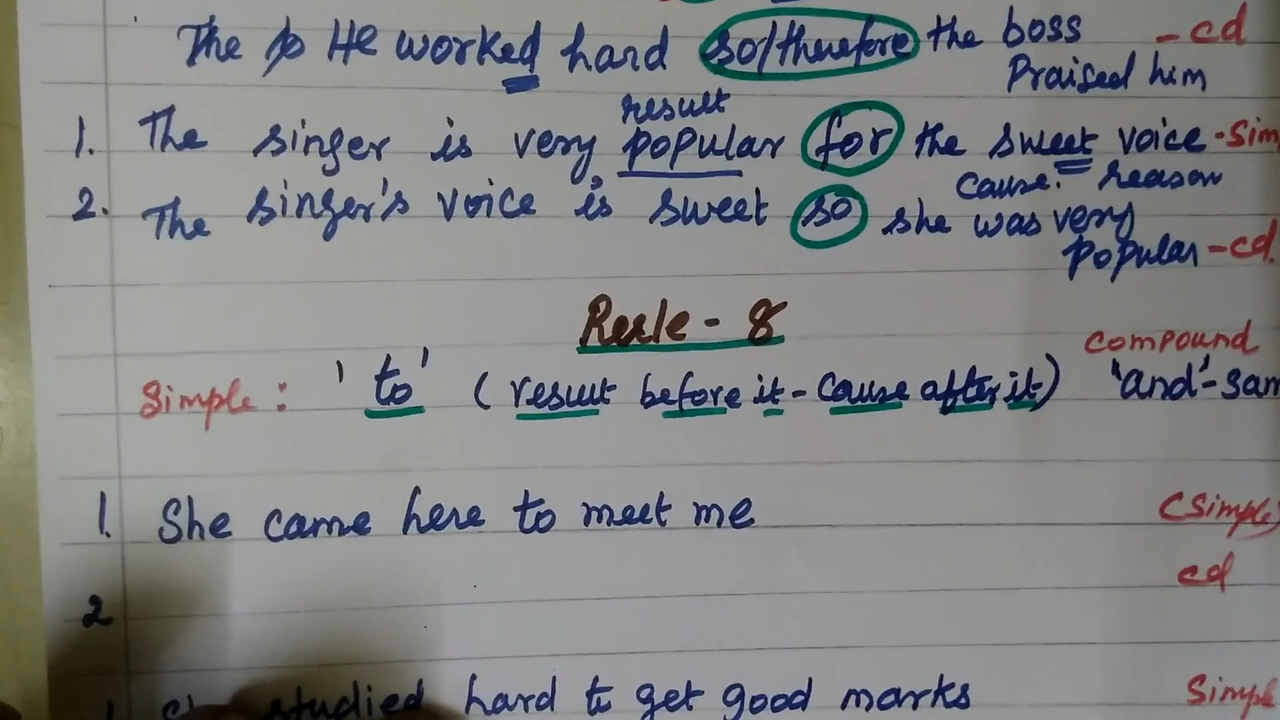 The He worked hard so/therefore the boss - cd
Praised him
result
1. The singer is very popular for the sweet voice. Sim
cause. reason
2. The singer's voice is sweet so she was very
popular - cd.
Rule - 8
compound
Simple: 'to' (result before it - cause after it) 'and' - sam
1. She came here to meet me (Simple)
cd
2
studied hard to get good marks Simple